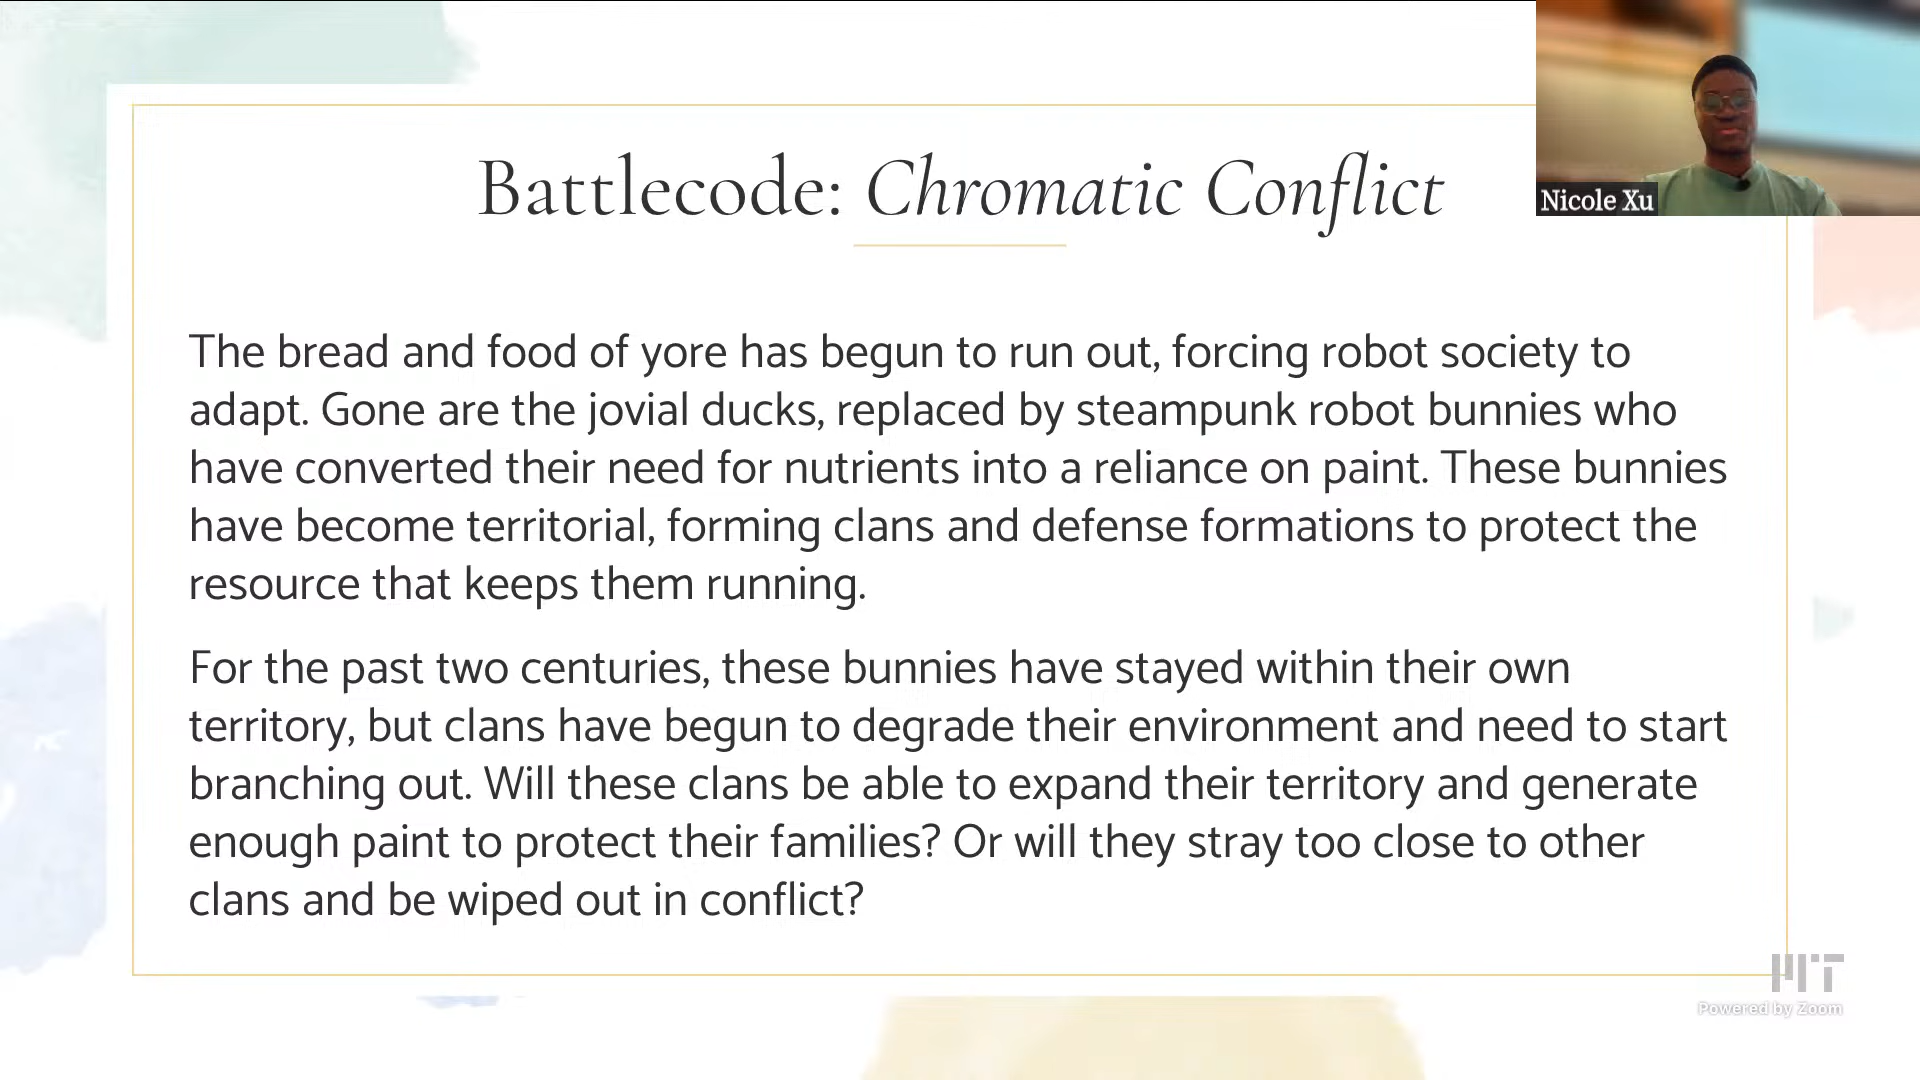 Battlecode: Chromatic Conflict
Nicole Xu
The bread and food of yore has begun to run out, forcing robot society to
adapt. Gone are the jovial ducks, replaced by steampunk robot bunnies who
have converted their need for nutrients into a reliance on paint. These bunnies
have become territorial, forming clans and defense formations to protect the
resource that keeps them running.
For the past two centuries, these bunnies have stayed within their own
territory, but clans have begun to degrade their environment and need to start
branching out. Will these clans be able to expand their territory and generate
enough paint to protect their families? Or will they stray too close to other
clans and be wiped out in conflict?
MIT
Powered by Zoom